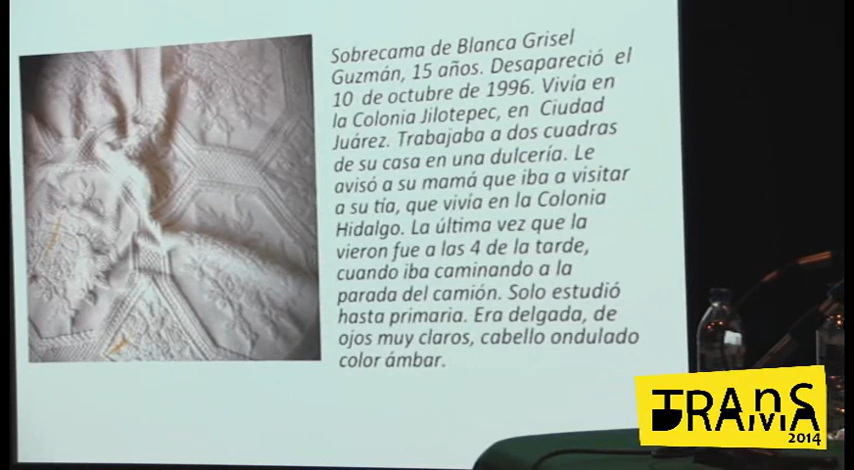 Sobrecama de Blanca Grisel
Guzmán, 15 años. Desapareció el
10 de octubre de 1996. Vivía en
la Colonia Jilotepec, en Ciudad
Juárez. Trabajaba a dos cuadras
de su casa en una dulcería. Le
avisó a su mamá que iba a visitar
a su tía, que vivía en la Colonia
Hidalgo. La última vez que la
vieron fue a las 4 de la tarde,
cuando iba caminando a la
parada del camión. Solo estudió
hasta primaria. Era delgada, de
ojos muy claros, cabello ondulado
color ámbar.
TRANS
TRAMA
2014